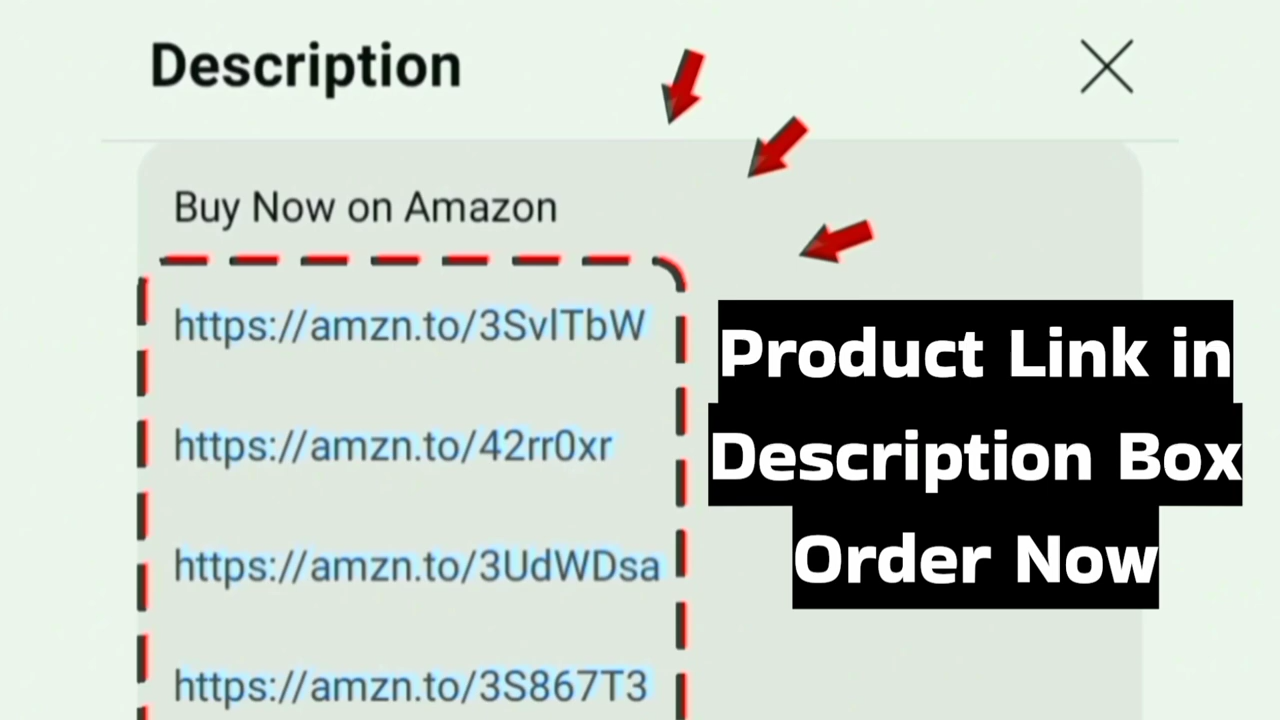 Description
Buy Now on Amazon
https://amzn.to/3SvlTbW
https://amzn.to/42rr0xr
https://amzn.to/3UdWDsa
https://amzn.to/3S867T3
Product Link in
Description Box
Order Now